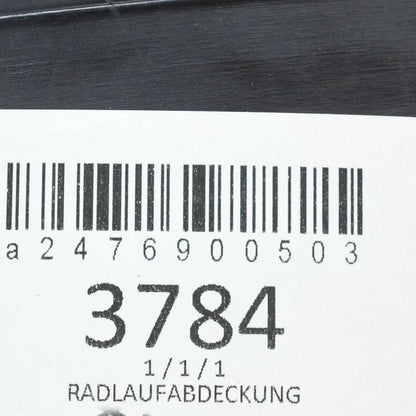 a2476900503
3784
1/1/1
RADLAUFABDECKUNG